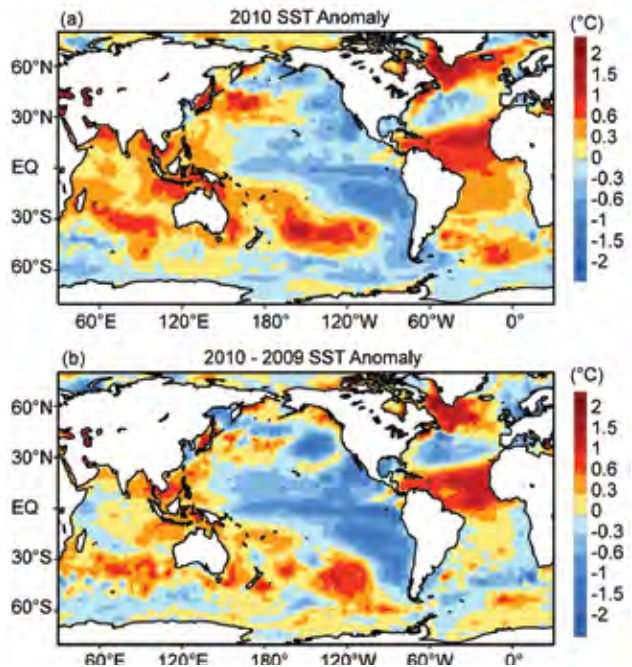 (a) 2010 SST Anomaly (°C)
60°N
30°N
EQ
30°S
60°S
2
1.5
1
0.6
0.3
0
-0.3
-0.6
-1
-1.5
-2
60°E 120°E 180° 120°W 60°W 0°
(b) 2010 - 2009 SST Anomaly (°C)
60°N
30°N
EQ
30°S
60°S
2
1.5
1
0.6
0.3
0
-0.3
-0.6
-1
-1.5
-2
60°E 120°E 180° 120°W 60°W 0°